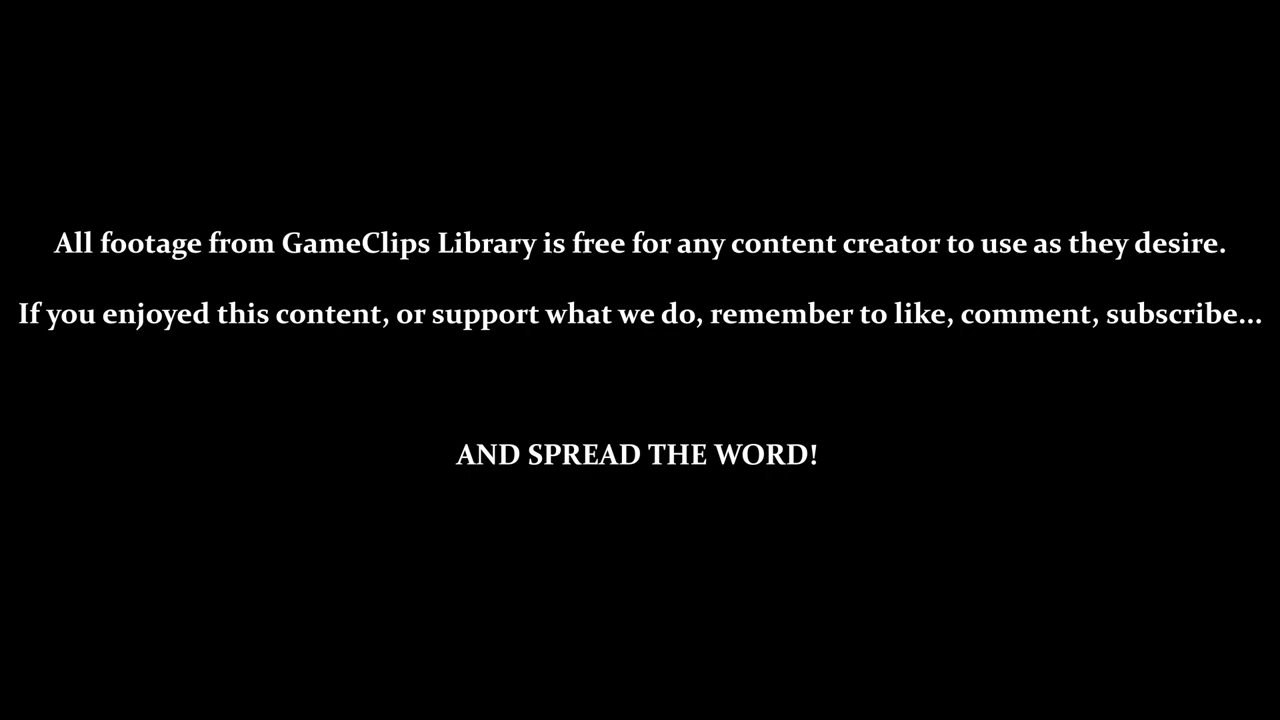 All footage from GameClips Library is free for any content creator to use as they desire.
If you enjoyed this content, or support what we do, remember to like, comment, subscribe...
AND SPREAD THE WORD!